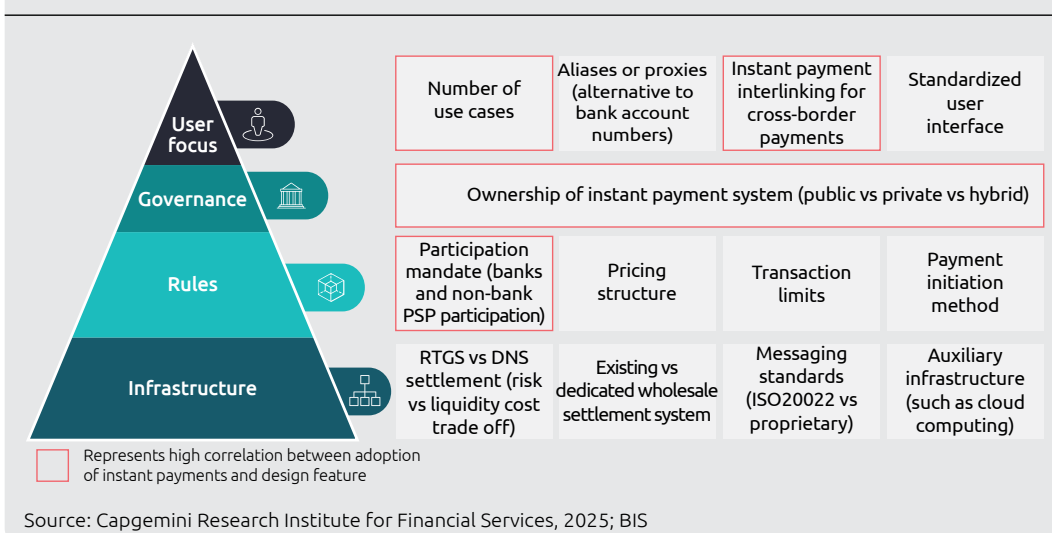 User
focus
Number of
use cases
Aliases or proxies
(alternative to
bank account
numbers)
Instant payment
interlinking for
cross-border
payments
Standardized
user
interface
Governance
Ownership of instant payment system (public vs private vs hybrid)
Rules
Participation
mandate (banks
and non-bank
PSP participation)
Pricing
structure
Transaction
limits
Payment
initiation
method
Infrastructure
RTGS vs DNS
settlement (risk
vs liquidity cost
trade off)
Existing vs
dedicated wholesale
settlement system
Messaging
standards
(ISO20022 vs
proprietary)
Auxiliary
infrastructure
(such as cloud
computing)
Represents high correlation between adoption
of instant payments and design feature
Source: Capgemini Research Institute for Financial Services, 2025; BIS